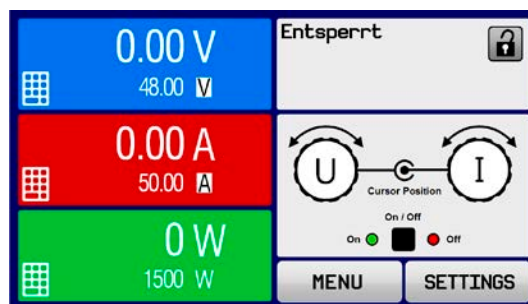 0.00 V
48.00 V
0.00 A
50.00 A
0 W
1500 W
Entsperrt
U
I
Cursor Position
On / Off
On
Off
MENU
SETTINGS